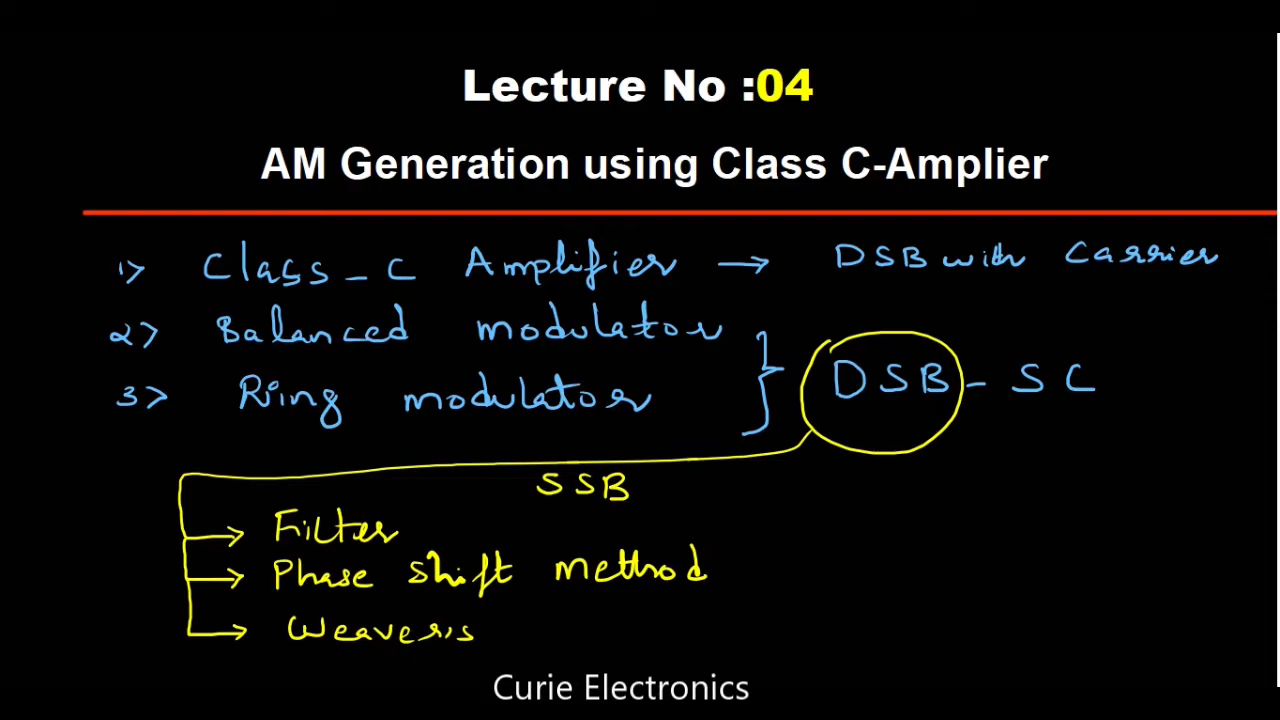 Lecture No :04
AM Generation using Class C-Amplier
1> Class-C Amplifier → DSB with Carrier
2> Balanced modulator
3> Ring modulator } DSB - SC
SSB
→ Filter
→ Phase shift method
→ Weaver's
Curie Electronics